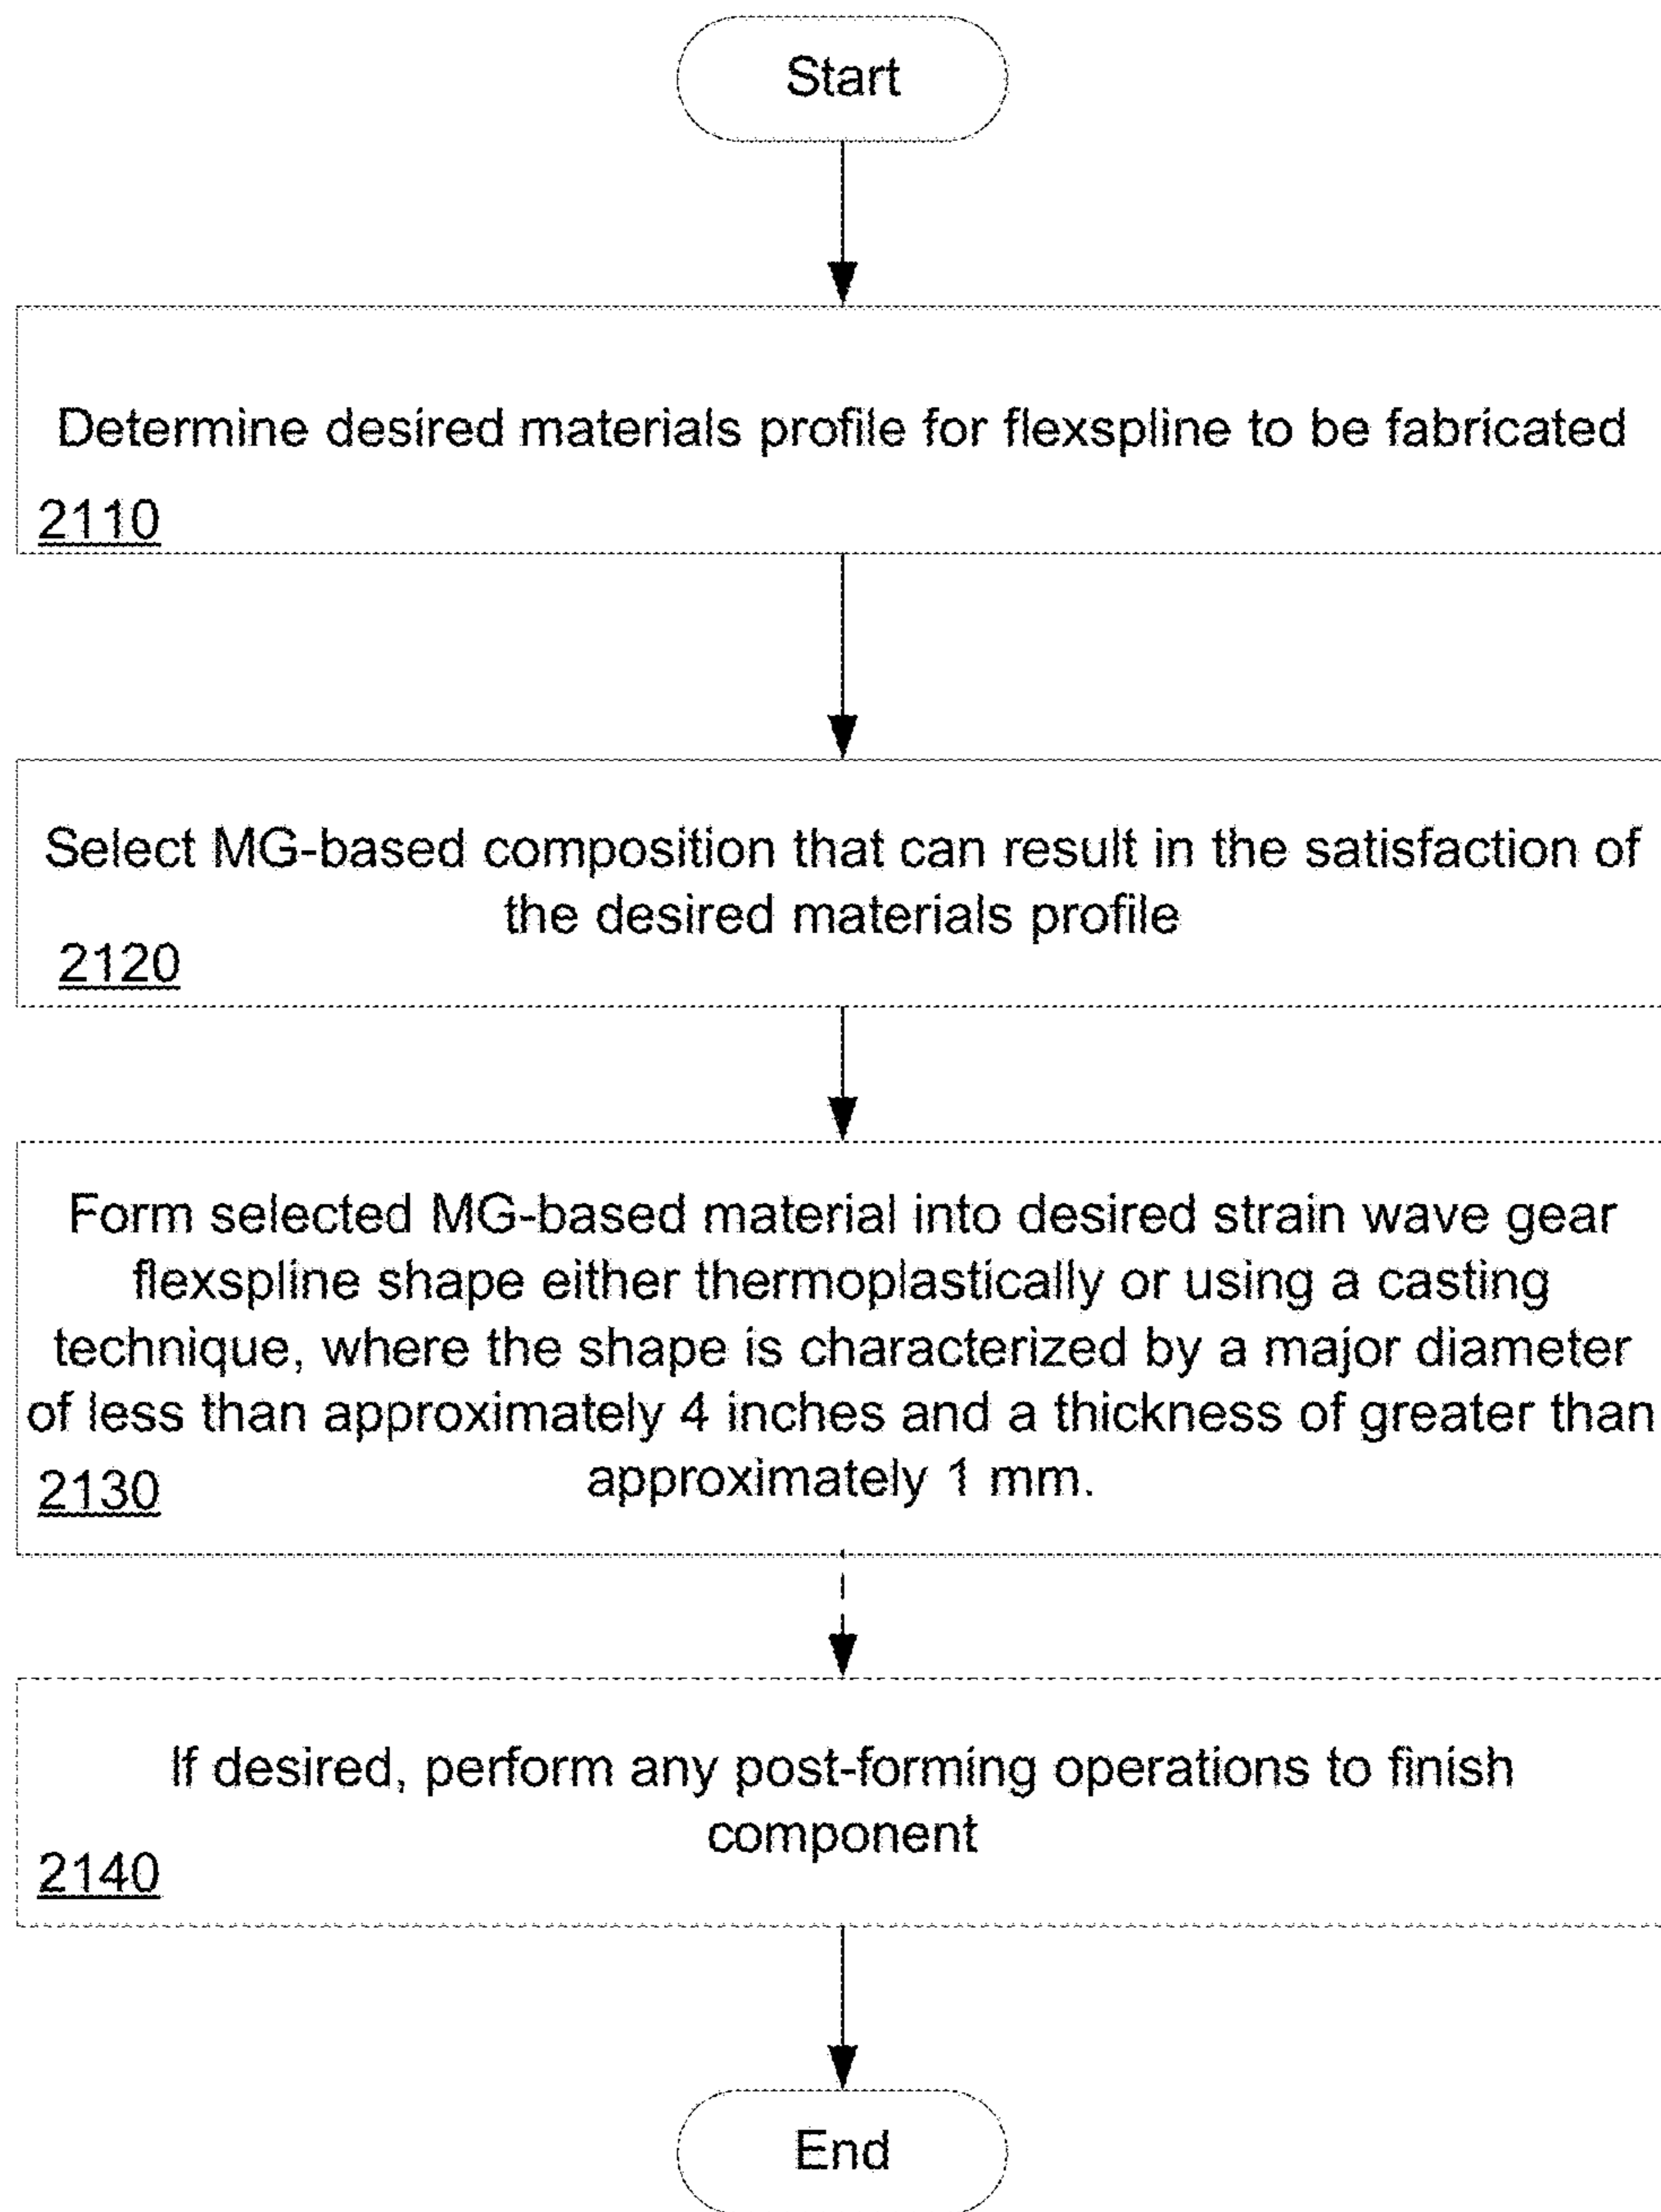 Start
Determine desired materials profile for flexspline to be fabricated
2110
Select MG-based composition that can result in the satisfaction of
the desired materials profile
2120
Form selected MG-based material into desired strain wave gear
flexspline shape either thermoplastically or using a casting
technique, where the shape is characterized by a major diameter
of less than approximately 4 inches and a thickness of greater than
approximately 1 mm.
2130
If desired, perform any post-forming operations to finish
component
2140
End